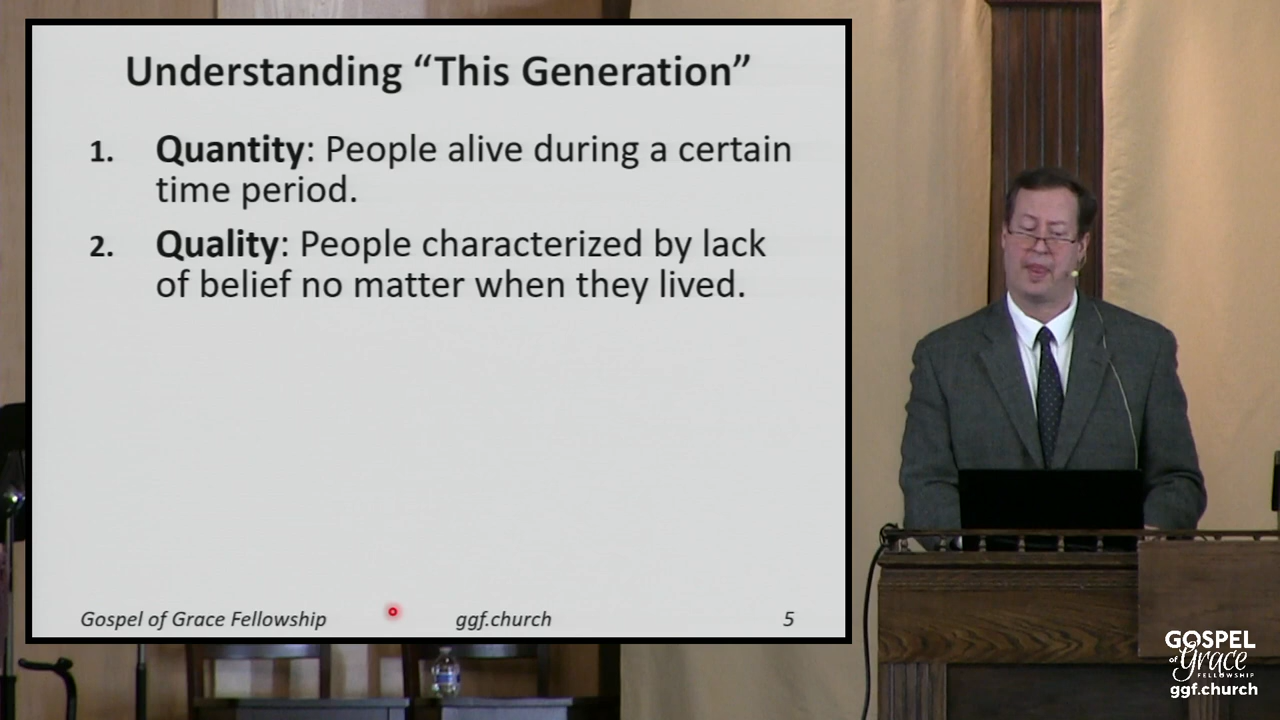 Understanding “This Generation”
1. Quantity: People alive during a certain
time period.
2. Quality: People characterized by lack
of belief no matter when they lived.
Gospel of Grace Fellowship ggf.church 5
GOSPEL
of Grace
FELLOWSHIP
ggf.church